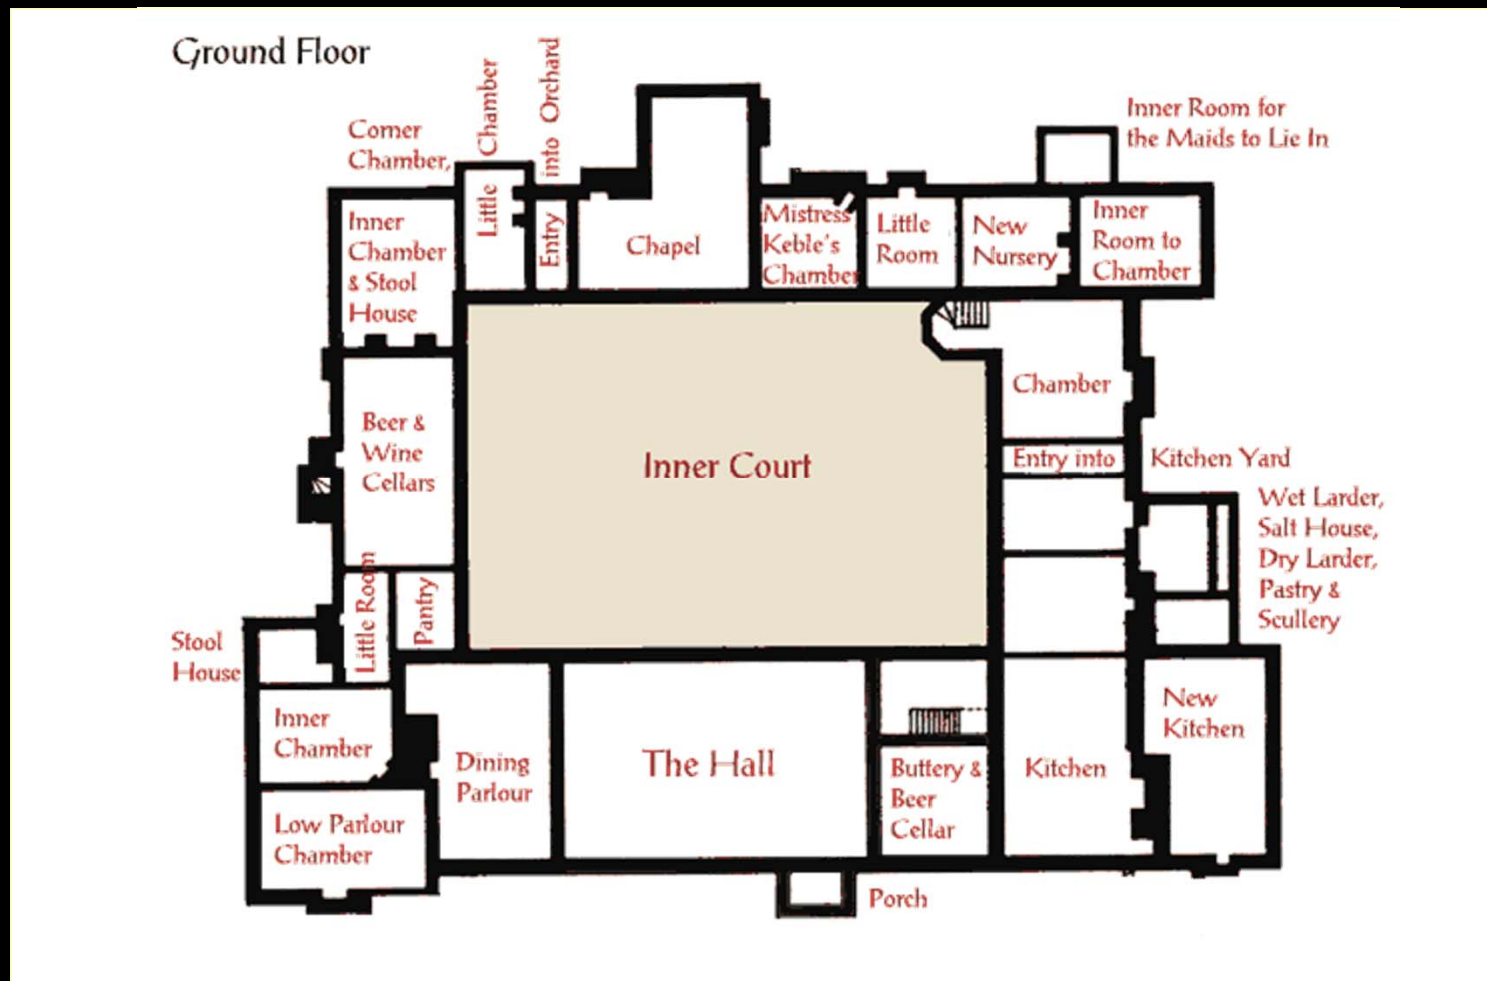 Ground Floor
Corner
Chamber,
Little Chamber
Entry into Orchard
Inner Room for
the Maids to Lie In
Inner
Chamber
& Stool
House
Chapel
Mistress
Keble's
Chamber
Little
Room
New
Nursery
Inner
Room to
Chamber
Chamber
Beer &
Wine
Cellars
Inner Court
Entry into Kitchen Yard
Wet Larder,
Salt House,
Dry Larder,
Pastry &
Scullery
Little Room
Pantry
Stool
House
Inner
Chamber
Dining
Parlour
The Hall
Buttery &
Beer
Cellar
Kitchen
New
Kitchen
Low Parlour
Chamber
Porch